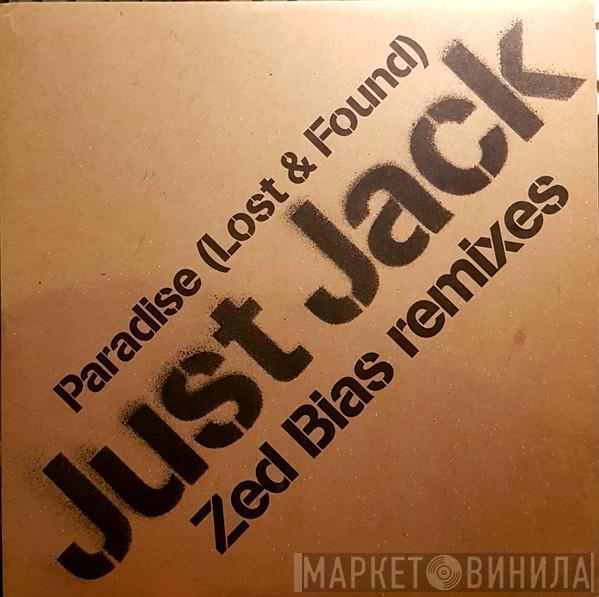 Paradise (Lost & Found)
Just Jack
Zed Bias remixes
МАРКЕТ ВИНИЛА